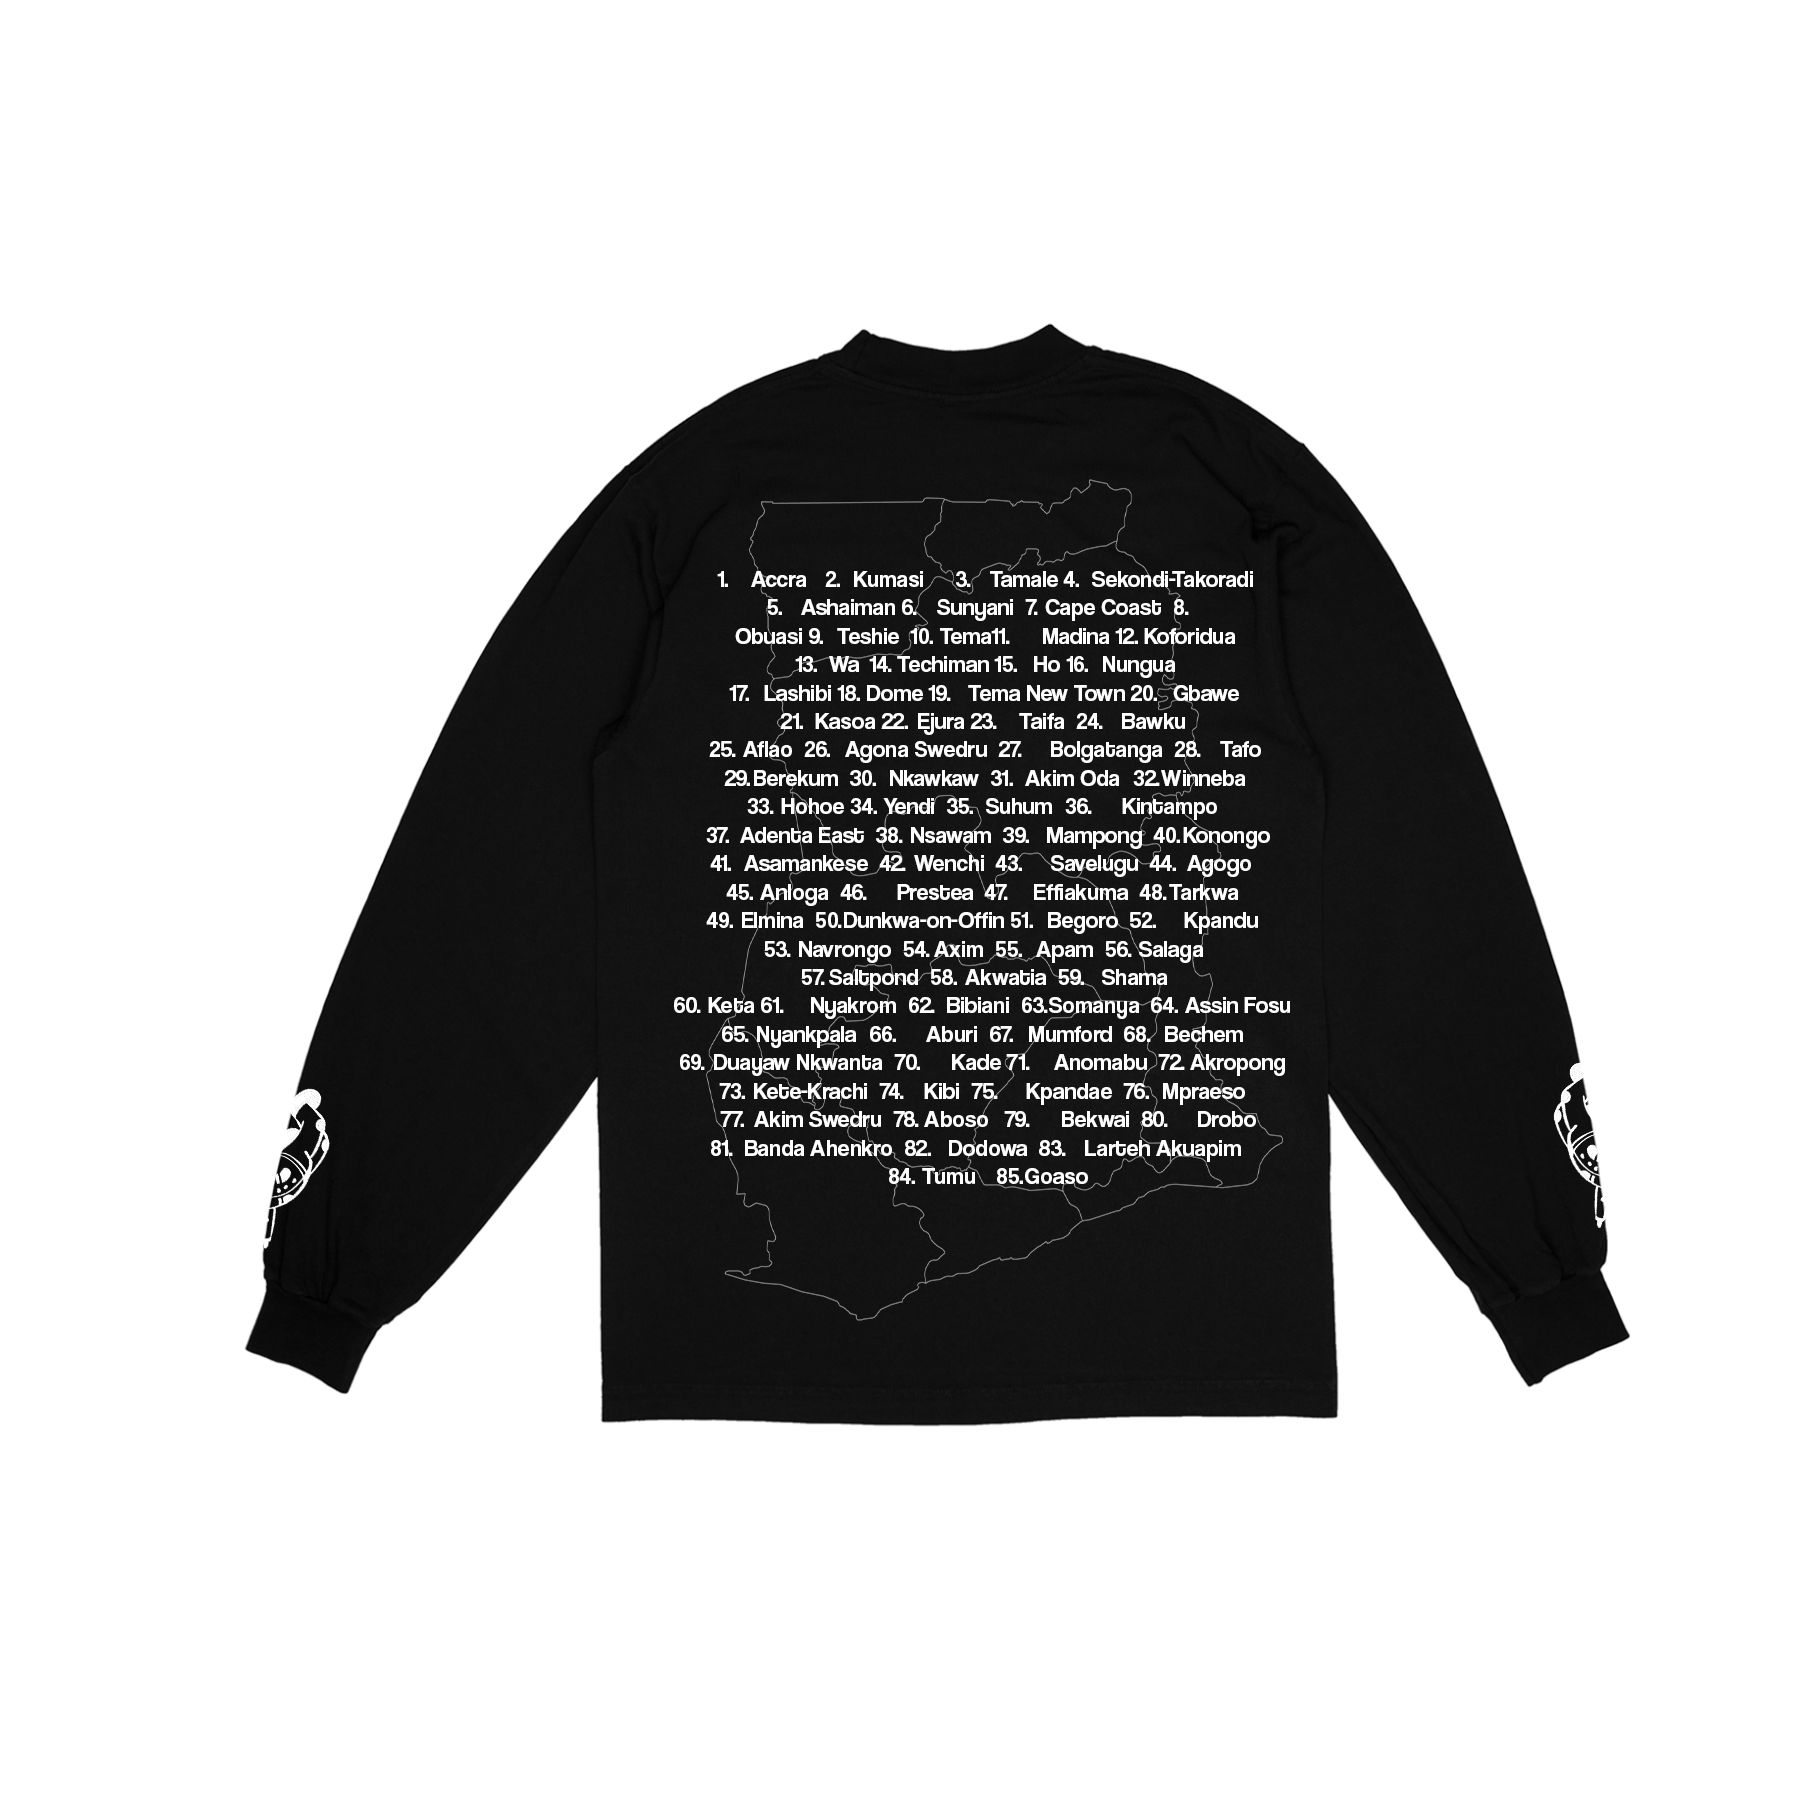 1. Accra 2. Kumasi 3. Tamale 4. Sekondi-Takoradi
5. Ashaiman 6. Sunyani 7. Cape Coast 8.
Obuasi 9. Teshie 10. Tema11. Madina 12. Koforidua
13. Wa 14. Techiman 15. Ho 16. Nungua
17. Lashibi 18. Dome 19. Tema New Town 20. Gbawe
21. Kasoa 22. Ejura 23. Taifa 24. Bawku
25. Aflao 26. Agona Swedru 27. Bolgatanga 28. Tafo
29.Berekum 30. Nkawkaw 31. Akim Oda 32.Winneba
33. Hohoe 34. Yendi 35. Suhum 36. Kintampo
37. Adenta East 38. Nsawam 39. Mampong 40.Konongo
41. Asamankese 42. Wenchi 43. Savelugu 44. Agogo
45. Anloga 46. Prestea 47. Effiakuma 48.Tarkwa
49. Elmina 50.Dunkwa-on-Offin 51. Begoro 52. Kpandu
53. Navrongo 54. Axim 55. Apam 56. Salaga
57.Saltpond 58. Akwatia 59. Shama
60. Keta 61. Nyakrom 62. Bibiani 63.Somanya 64. Assin Fosu
65. Nyankpala 66. Aburi 67. Mumford 68. Bechem
69. Duayaw Nkwanta 70. Kade 71. Anomabu 72. Akropong
73. Kete-Krachi 74. Kibi 75. Kpandae 76. Mpraeso
77. Akim Swedru 78. Aboso 79. Bekwai 80. Drobo
81. Banda Ahenkro 82. Dodowa 83. Larteh Akuapim
84. Tumu 85.Goaso